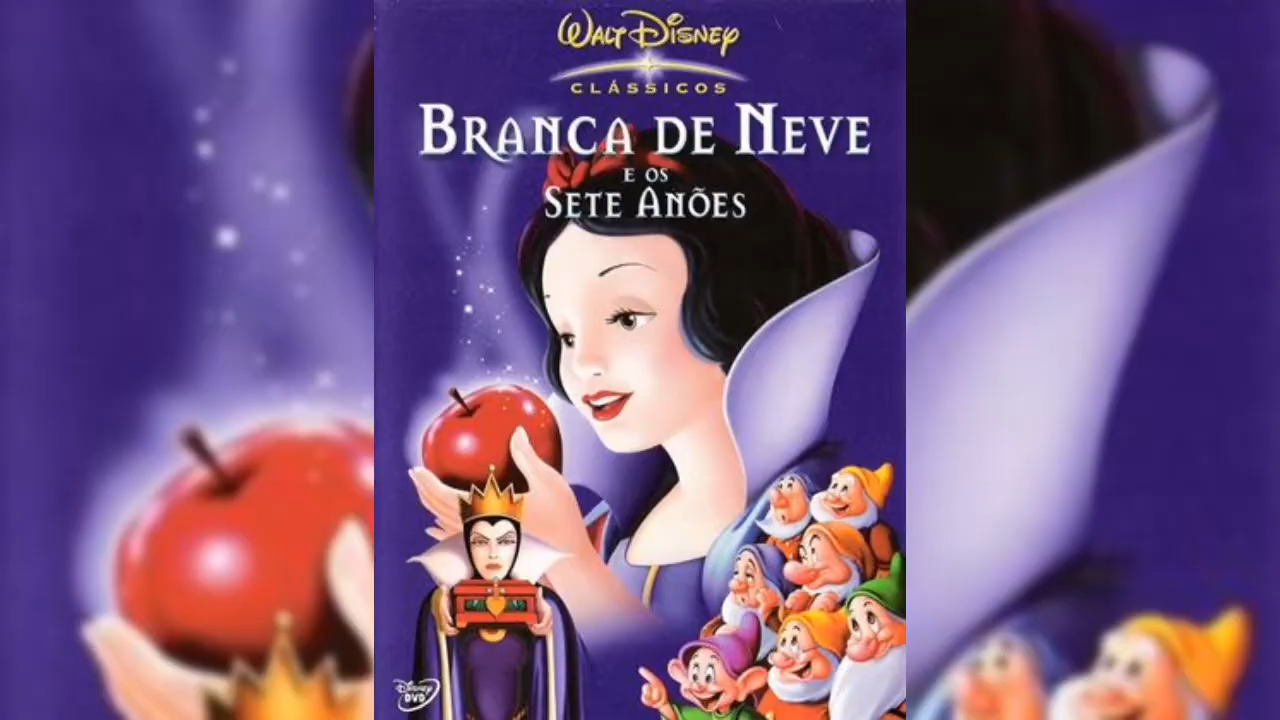 WALT DISNEY
CLÁSSICOS
BRANCA DE NEVE
E OS
SETE ANÕES
DISNEY
DVD